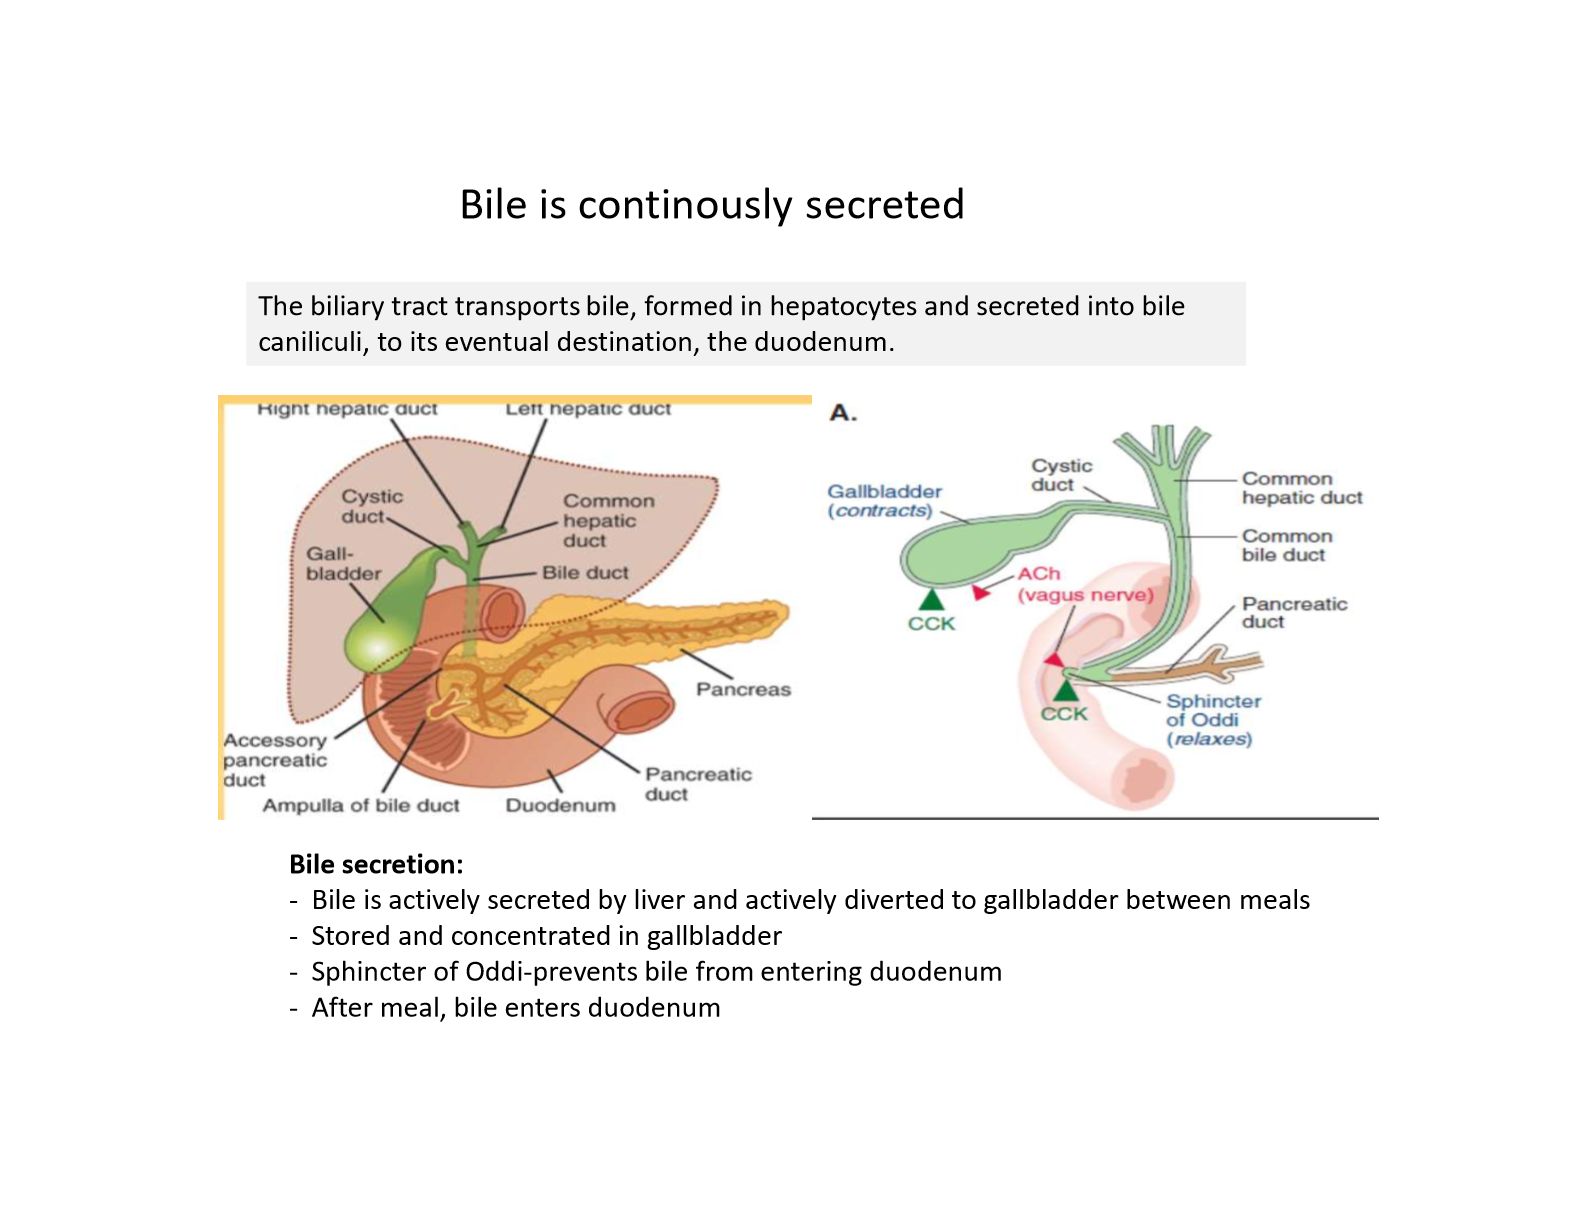 Bile is continously secreted
The biliary tract transports bile, formed in hepatocytes and secreted into bile
caniliculi, to its eventual destination, the duodenum.
Right hepatic duct
Left hepatic duct
Cystic
duct
Common
hepatic
duct
Gall-
bladder
Bile duct
Pancreas
Accessory
pancreatic
duct
Pancreatic
duct
Ampulla of bile duct
Duodenum
A.
Cystic
duct
Gallbladder
(contracts)
Common
hepatic duct
Common
bile duct
ACh
(vagus nerve)
CCK
Pancreatic
duct
CCK
Sphincter
of Oddi
(relaxes)
Bile secretion:
- Bile is actively secreted by liver and actively diverted to gallbladder between meals
- Stored and concentrated in gallbladder
- Sphincter of Oddi-prevents bile from entering duodenum
- After meal, bile enters duodenum